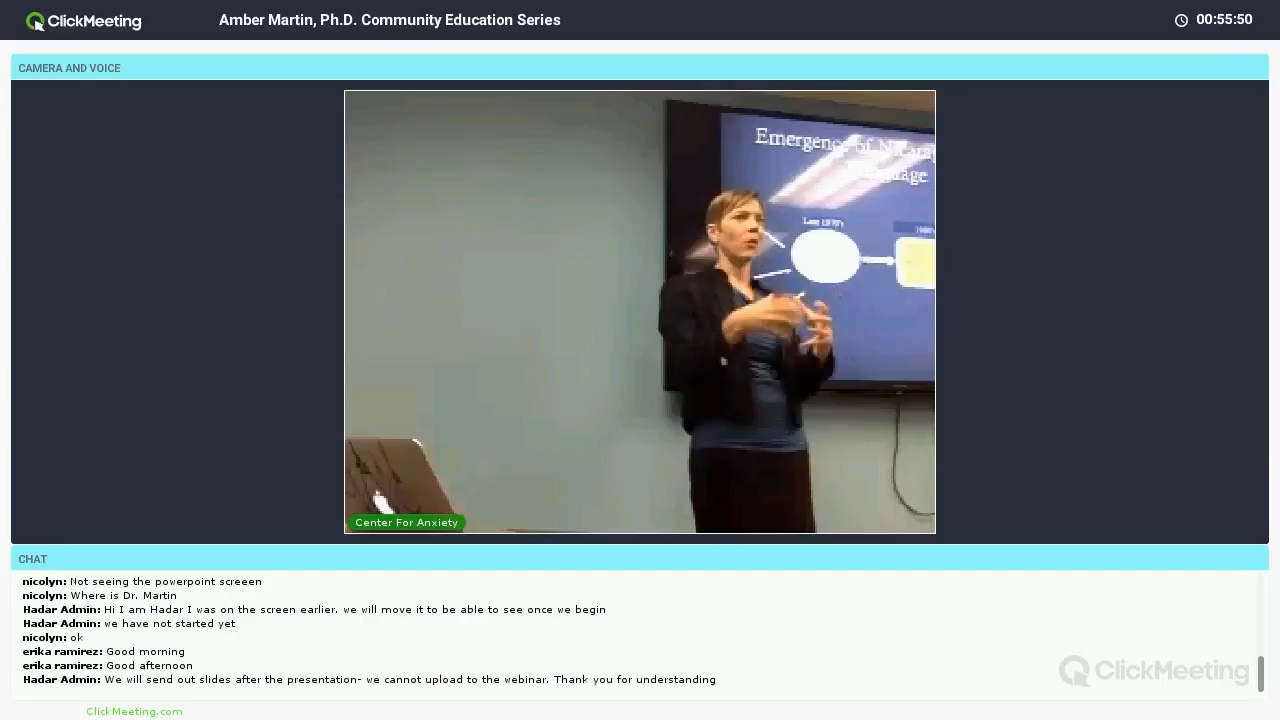 ClickMeeting
Amber Martin, Ph.D. Community Education Series
00:55:50
CAMERA AND VOICE
Emergence of
Late 1970's
Center For Anxiety
CHAT
nicolyn: Not seeing the powerpoint screeen
nicolyn: Where is Dr. Martin
Hadar Admin: Hi I am Hadar I was on the screen earlier. we will move it to be able to see once we begin
Hadar Admin: we have not started yet
nicolyn: ok
erika ramirez: Good morning
erika ramirez: Good afternoon
Hadar Admin: We will send out slides after the presentation- we cannot upload to the webinar. Thank you for understanding
ClickMeeting
ClickMeeting.com